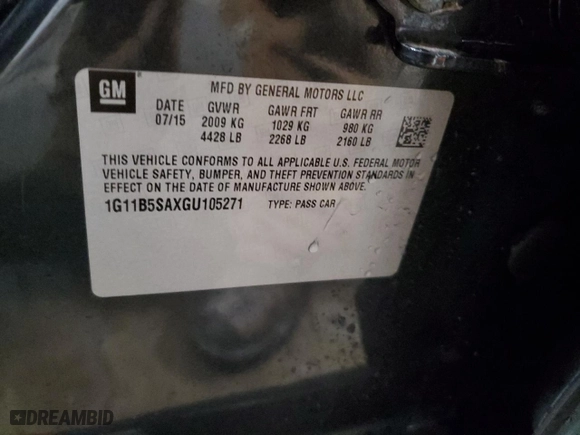 GM
MFD BY GENERAL MOTORS LLC
DATE GVWR GAWR FRT GAWR RR
07/15 2009 KG 1029 KG 980 KG
4428 LB 2268 LB 2160 LB
THIS VEHICLE CONFORMS TO ALL APPLICABLE U.S. FEDERAL MOTOR
VEHICLE SAFETY, BUMPER, AND THEFT PREVENTION STANDARDS IN
EFFECT ON THE DATE OF MANUFACTURE SHOWN ABOVE.
1G11B5SAXGU105271 TYPE: PASS CAR
DREAMBID